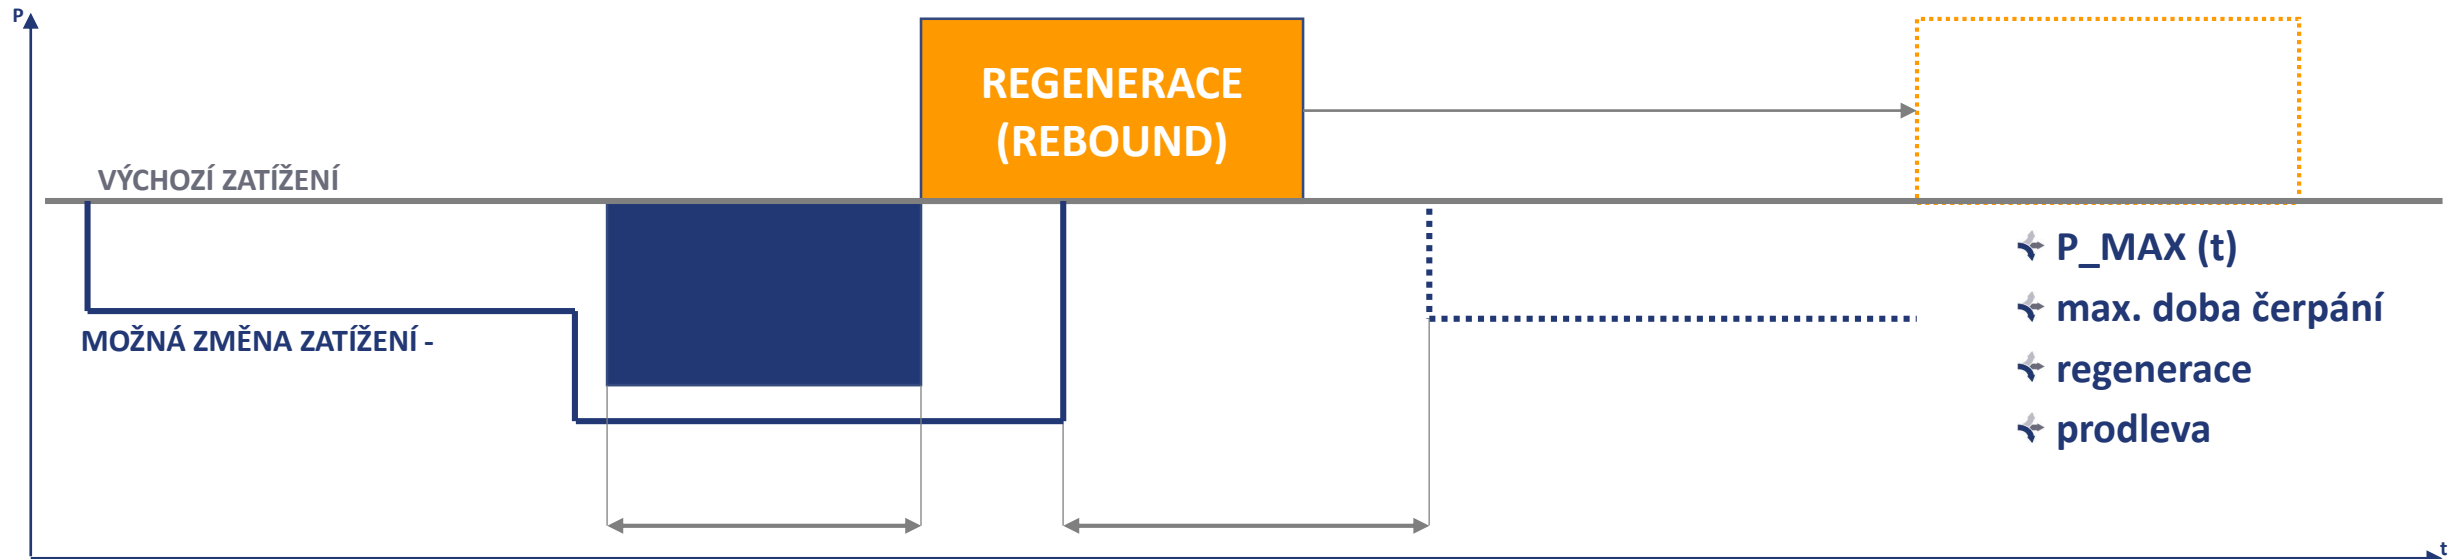 P
REGENERACE
(REBOUND)
VÝCHOZÍ ZATÍŽENÍ
MOŽNÁ ZMĚNA ZATÍŽENÍ -
P_MAX (t)
max. doba čerpání
regenerace
prodleva
t